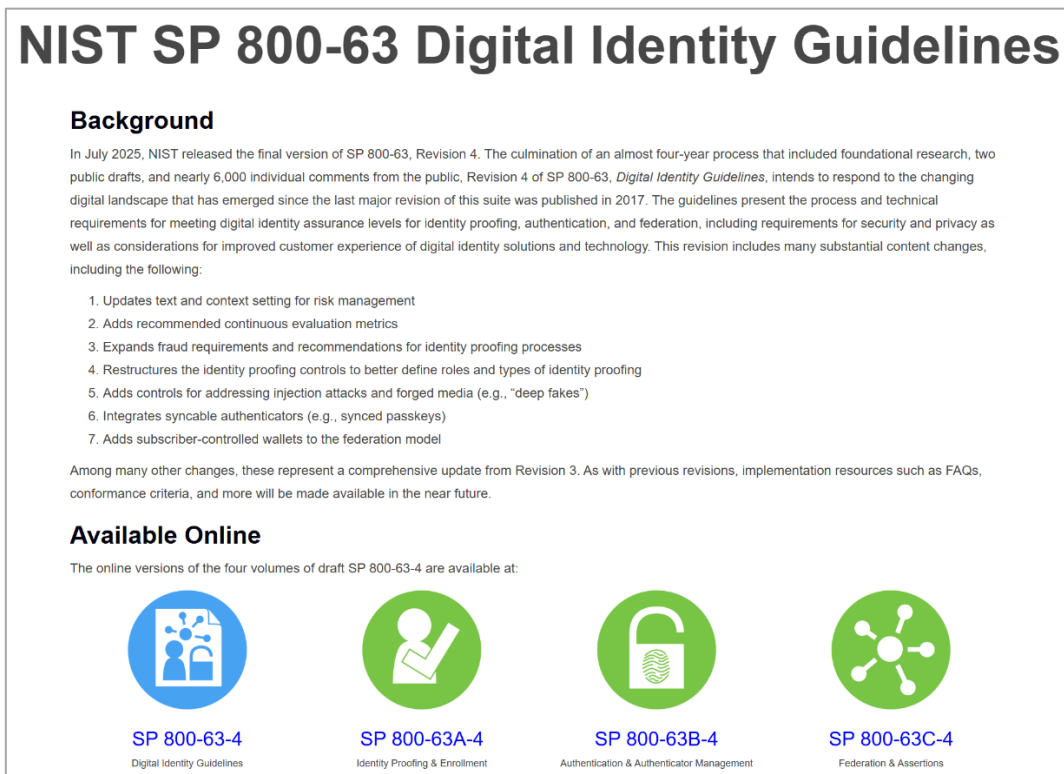 NIST SP 800-63 Digital Identity Guidelines
Background
In July 2025, NIST released the final version of SP 800-63, Revision 4. The culmination of an almost four-year process that included foundational research, two
public drafts, and nearly 6,000 individual comments from the public, Revision 4 of SP 800-63, Digital Identity Guidelines, intends to respond to the changing
digital landscape that has emerged since the last major revision of this suite was published in 2017. The guidelines present the process and technical
requirements for meeting digital identity assurance levels for identity proofing, authentication, and federation, including requirements for security and privacy as
well as considerations for improved customer experience of digital identity solutions and technology. This revision includes many substantial content changes,
including the following:
1. Updates text and context setting for risk management
2. Adds recommended continuous evaluation metrics
3. Expands fraud requirements and recommendations for identity proofing processes
4. Restructures the identity proofing controls to better define roles and types of identity proofing
5. Adds controls for addressing injection attacks and forged media (e.g., “deep fakes”)
6. Integrates syncable authenticators (e.g., synced passkeys)
7. Adds subscriber-controlled wallets to the federation model
Among many other changes, these represent a comprehensive update from Revision 3. As with previous revisions, implementation resources such as FAQs,
conformance criteria, and more will be made available in the near future.
Available Online
The online versions of the four volumes of draft SP 800-63-4 are available at:
SP 800-63-4
Digital Identity Guidelines
SP 800-63A-4
Identity Proofing & Enrollment
SP 800-63B-4
Authentication & Authenticator Management
SP 800-63C-4
Federation & Assertions